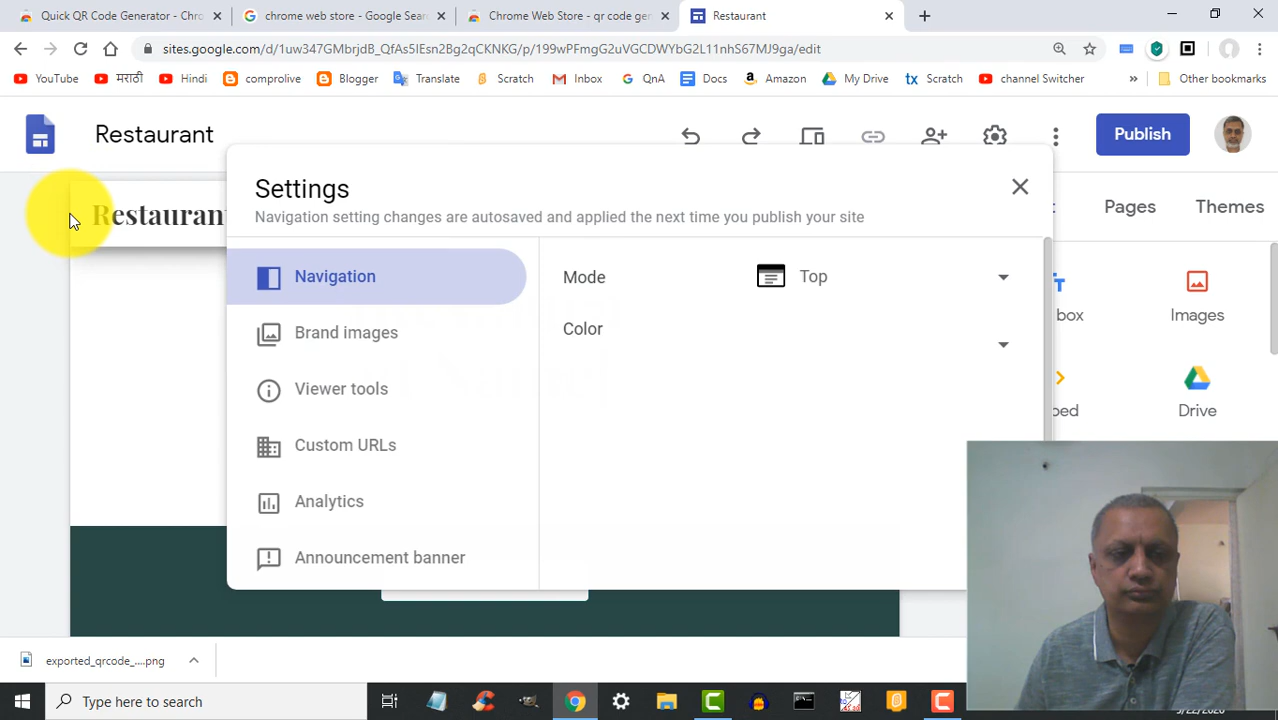 Quick QR Code Generator - Chro
chrome web store - Google Sear
Chrome Web Store - qr code gen
Restaurant
sites.google.com/d/1uw347GMbrjdB_QfAs5IEsn2Bg2qCKNKG/p/199wPFmgG2uVGCDWYbG2L11nhS67MJ9ga/edit
YouTube
मराठी
Hindi
comprolive
Blogger
Translate
Scratch
Inbox
QnA
Docs
Amazon
My Drive
tx Scratch
channel Switcher
Other bookmarks
Restaurant
Publish
Settings
Navigation setting changes are autosaved and applied the next time you publish your site
Restaurant
Pages
Themes
Navigation
Mode
Top
Brand images
Color
box
Images
Viewer tools
Drive
Custom URLs
Analytics
Announcement banner
exported_qrcode_....png
Type here to search